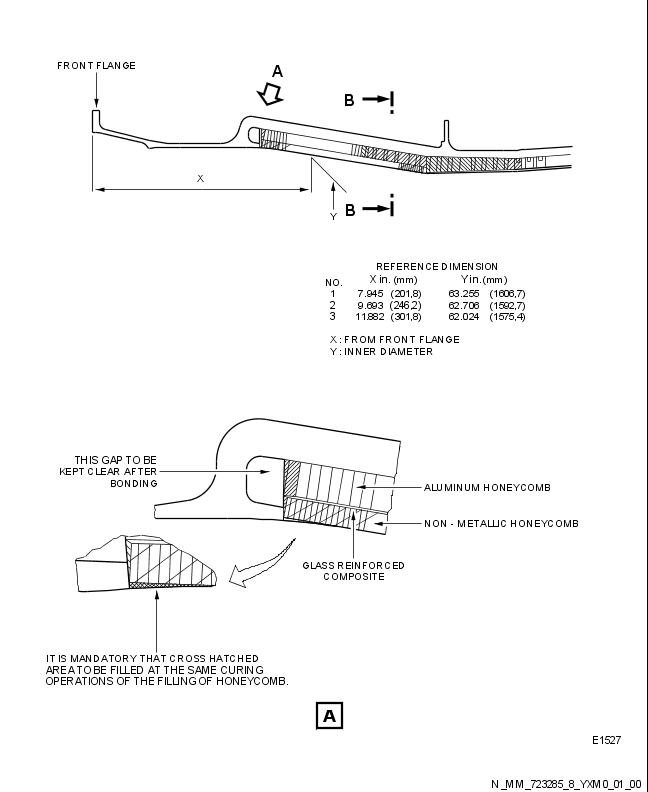 FRONT FLANGE
A
B
X
B
Y
REFERENCE DIMENSION
NO. X in. (mm) Y in. (mm)
1 7.945 (201,8) 63.255 (1606,7)
2 9.693 (246,2) 62.706 (1592,7)
3 11.882 (301,8) 62.024 (1575,4)
X : FROM FRONT FLANGE
Y : INNER DIAMETER
THIS GAP TO BE
KEPT CLEAR AFTER
BONDING
ALUMINUM HONEYCOMB
NON - METALLIC HONEYCOMB
GLASS REINFORCED
COMPOSITE
IT IS MANDATORY THAT CROSS HATCHED
AREA TO BE FILLED AT THE SAME CURING
OPERATIONS OF THE FILLING OF HONEYCOMB.
A
E1527
N_MM_723285_8_YXM0_01_00